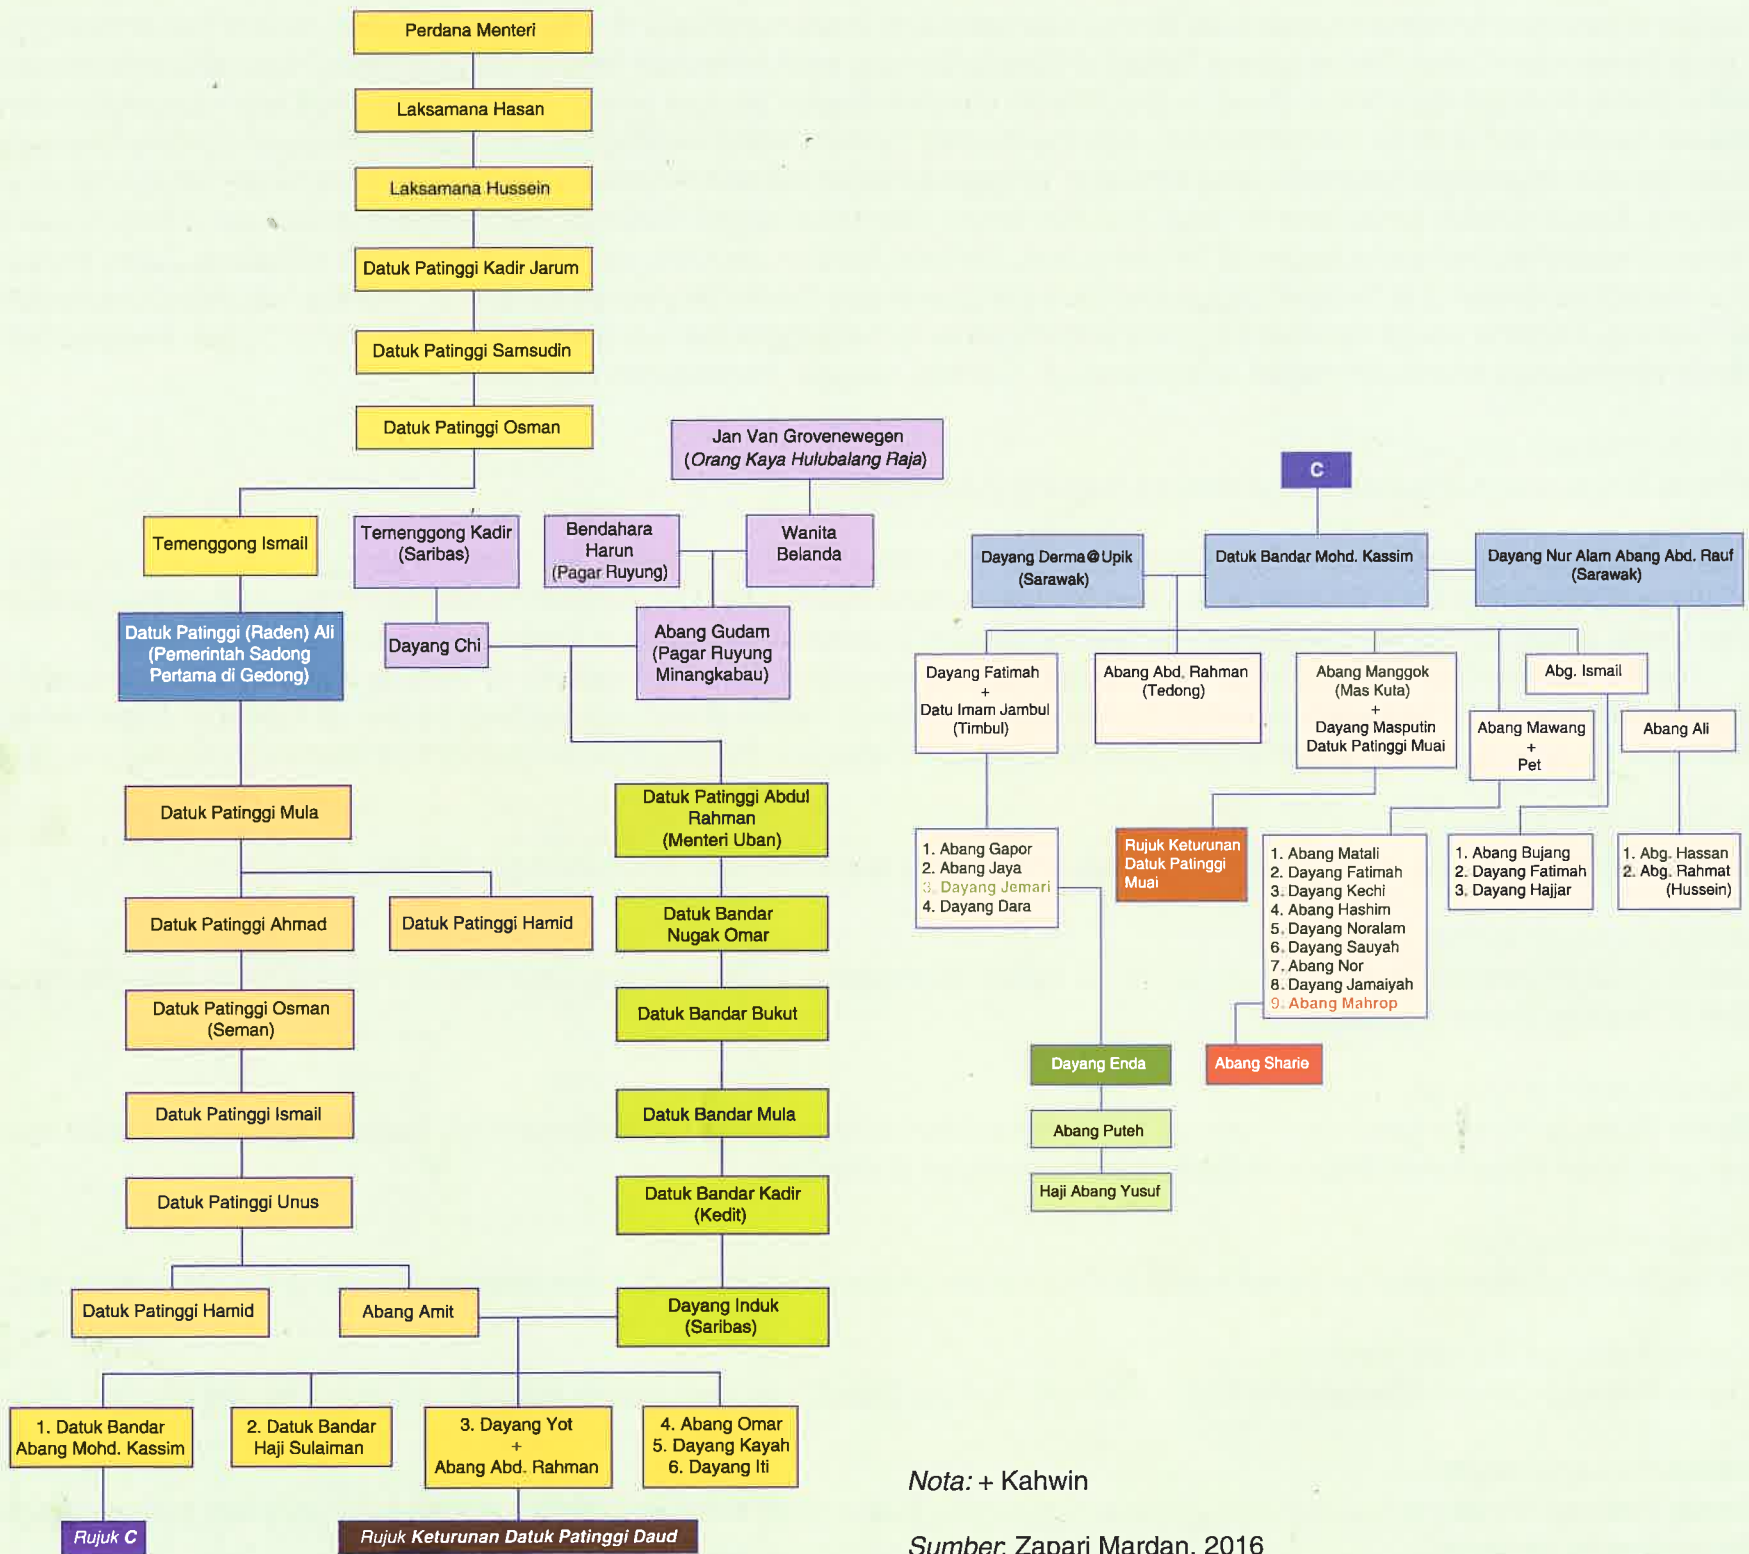 Perdana Menteri
Laksamana Hasan
Laksamana Hussein
Datuk Patinggi Kadir Jarum
Datuk Patinggi Samsudin
Datuk Patinggi Osman
Temenggong Ismail
Temenggong Kadir
(Saribas)
Bendahara
Harun
(Pagar Ruyung)
Jan Van Grovenewegen
(Orang Kaya Hulubalang Raja)
Wanita
Belanda
Datuk Patinggi (Raden) Ali
(Pemerintah Sadong
Pertama di Gedong)
Dayang Chi
Abang Gudam
(Pagar Ruyung
Minangkabau)
Datuk Patinggi Mula
Datuk Patinggi Abdul
Rahman
(Menteri Uban)
Datuk Patinggi Ahmad
Datuk Patinggi Hamid
Datuk Bandar
Nugak Omar
Datuk Patinggi Osman
(Seman)
Datuk Bandar Bukut
Datuk Patinggi Ismail
Datuk Bandar Mula
Datuk Patinggi Unus
Datuk Bandar Kadir
(Kedit)
Datuk Patinggi Hamid
Abang Amit
Dayang Induk
(Saribas)
1. Datuk Bandar
Abang Mohd. Kassim
2. Datuk Bandar
Haji Sulaiman
3. Dayang Yot
+
Abang Abd. Rahman
4. Abang Omar
5. Dayang Kayah
6. Dayang Iti
Rujuk C
Rujuk Keturunan Datuk Patinggi Daud
C
Dayang Derma@Upik
(Sarawak)
Datuk Bandar Mohd. Kassim
Dayang Nur Alam Abang Abd. Rauf
(Sarawak)
Dayang Fatimah
+
Datu Imam Jambul
(Timbul)
Abang Abd. Rahman
(Tedong)
Abang Manggok
(Mas Kuta)
+
Dayang Masputin
Datuk Patinggi Muai
Abang Mawang
+
Pet
Abg. Ismail
Abang Ali
1. Abang Gapor
2. Abang Jaya
3. Dayang Jemari
4. Dayang Dara
Rujuk Keturunan
Datuk Patinggi
Muai
1. Abang Matali
2. Dayang Fatimah
3. Dayang Kechi
4. Abang Hashim
5. Dayang Noralam
6. Dayang Sauyah
7. Abang Nor
8. Dayang Jamaiyah
9. Abang Mahrop
1. Abang Bujang
2. Dayang Fatimah
3. Dayang Hajjar
1. Abg. Hassan
2. Abg. Rahmat
(Hussein)
Dayang Enda
Abang Sharie
Abang Puteh
Haji Abang Yusuf
Nota: + Kahwin
Sumber: Zapari Mardan, 2016